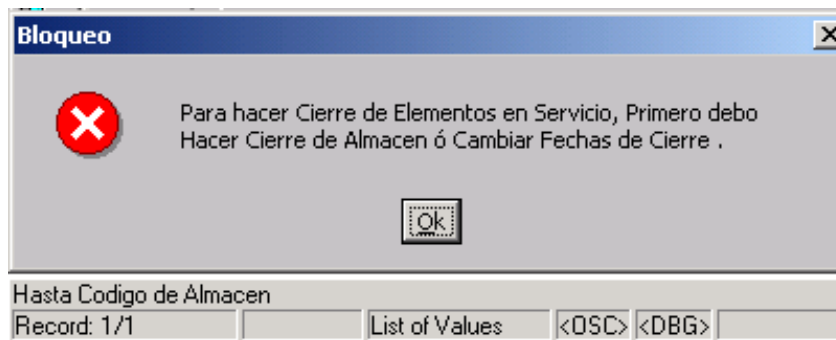 Bloqueo
Para hacer Cierre de Elementos en Servicio, Primero debo
Hacer Cierre de Almacen ó Cambiar Fechas de Cierre .
Ok
Hasta Codigo de Almacen
Record: 1/1 List of Values <OSC> <DBG>